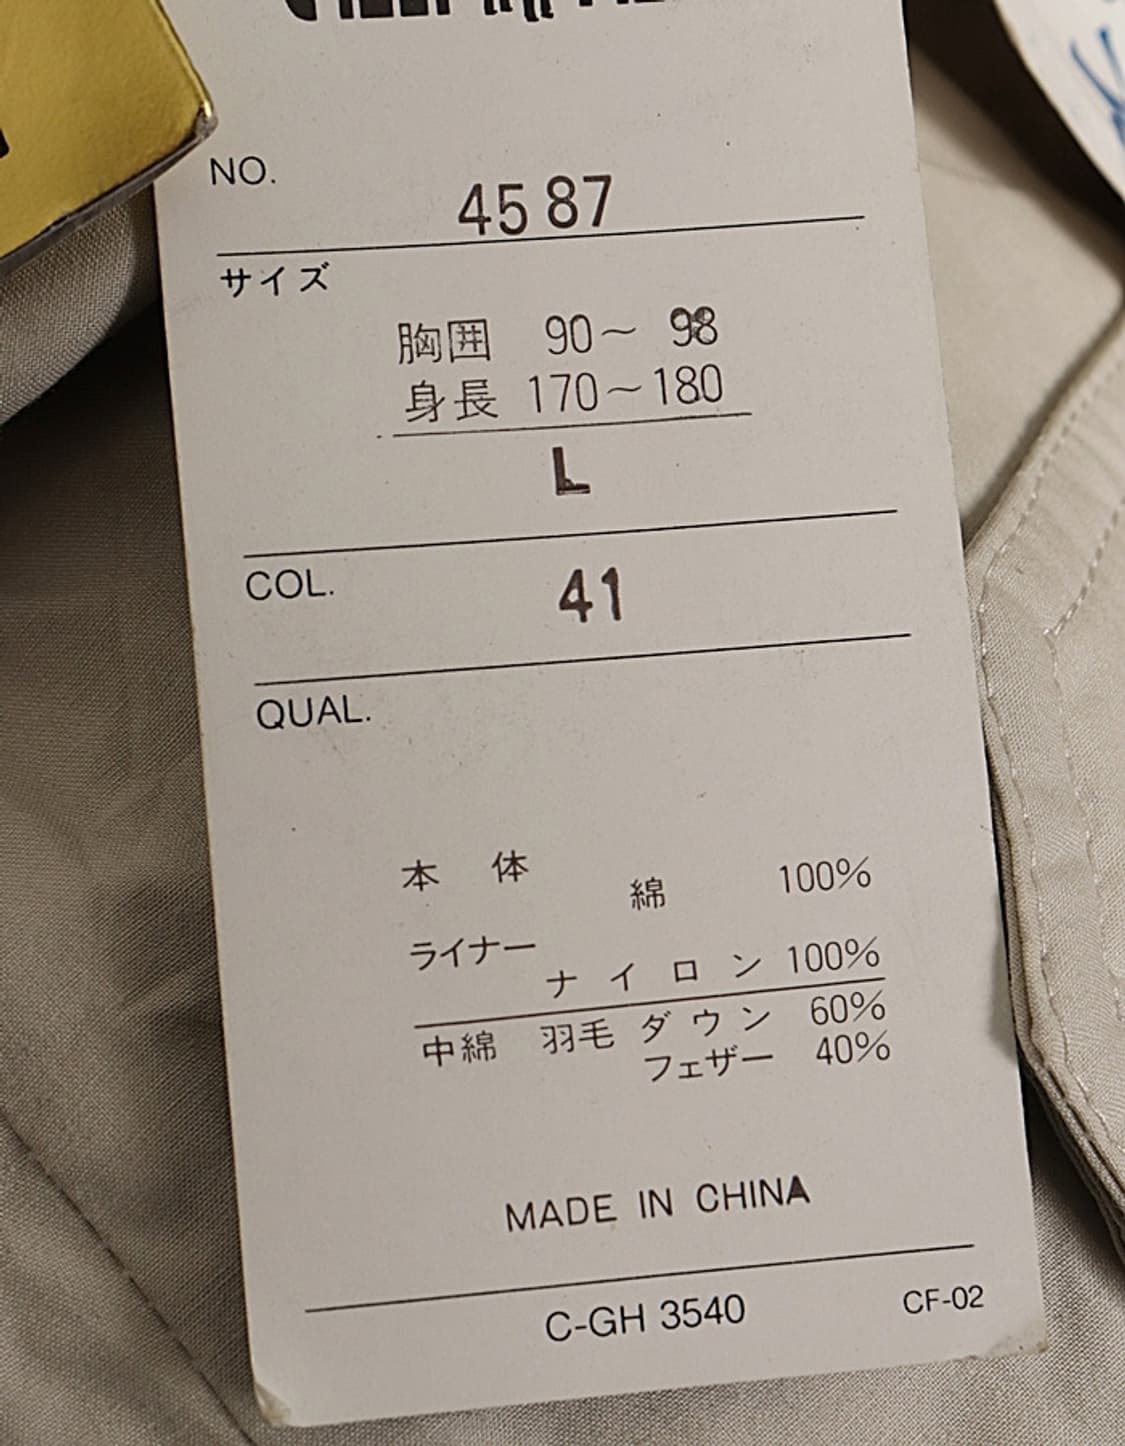 NO. 4587
サイズ
胸囲 90～ 98
身長 170～180
L
COL. 41
QUAL.
本 体 綿 100%
ライナー ナイロン 100%
中綿 羽毛 ダウン 60%
フェザー 40%
MADE IN CHINA
C-GH 3540 CF-02